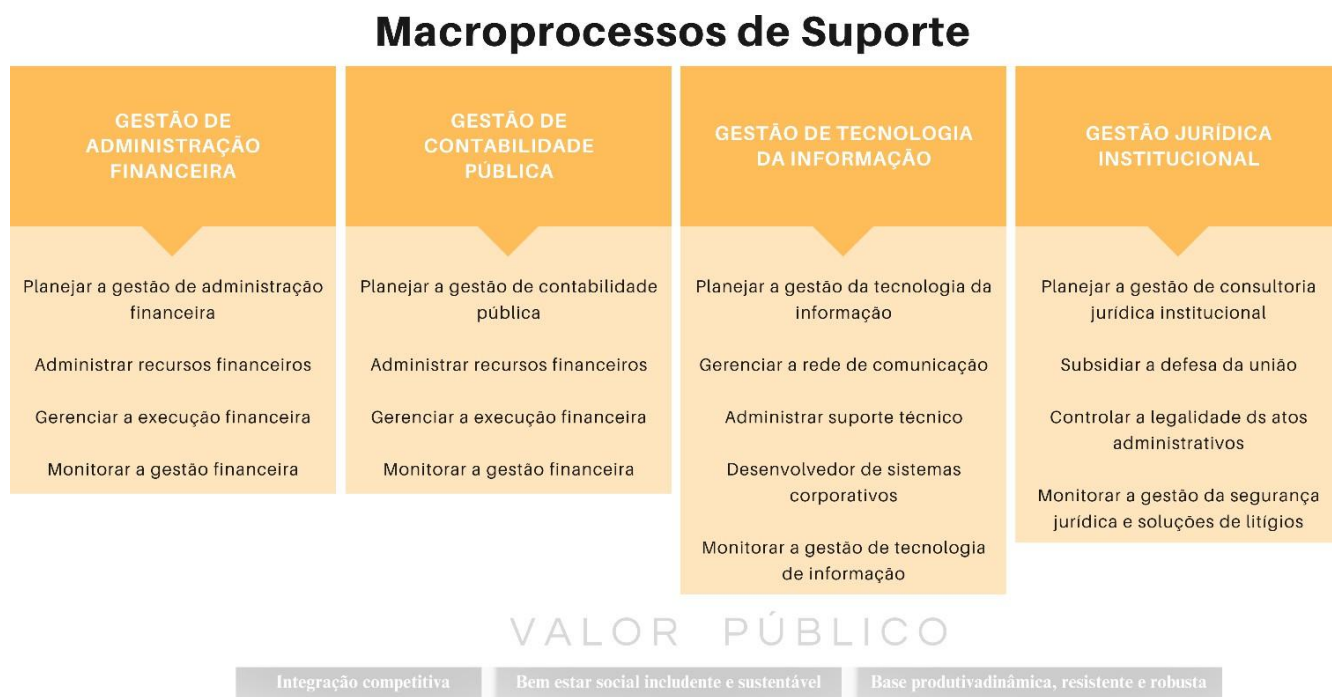 Macroprocessos de Suporte
GESTÃO DE
ADMINISTRAÇÃO
FINANCEIRA
Planejar a gestão de administração
financeira
Administrar recursos financeiros
Gerenciar a execução financeira
Monitorar a gestão financeira
GESTÃO DE
CONTABILIDADE
PÚBLICA
Planejar a gestão de contabilidade
pública
Administrar recursos financeiros
Gerenciar a execução financeira
Monitorar a gestão financeira
GESTÃO DE TECNOLOGIA
DA INFORMAÇÃO
Planejar a gestão da tecnologia da
informação
Gerenciar a rede de comunicação
Administrar suporte técnico
Desenvolvedor de sistemas
corporativos
Monitorar a gestão de tecnologia
de informação
GESTÃO JURÍDICA
INSTITUCIONAL
Planejar a gestão de consultoria
jurídica institucional
Subsidiar a defesa da união
Controlar a legalidade ds atos
administrativos
Monitorar a gestão da segurança
jurídica e soluções de litígios
VALOR PÚBLICO
Integração competitiva
Bem estar social includente e sustentável
Base produtivadinâmica, resistente e robusta